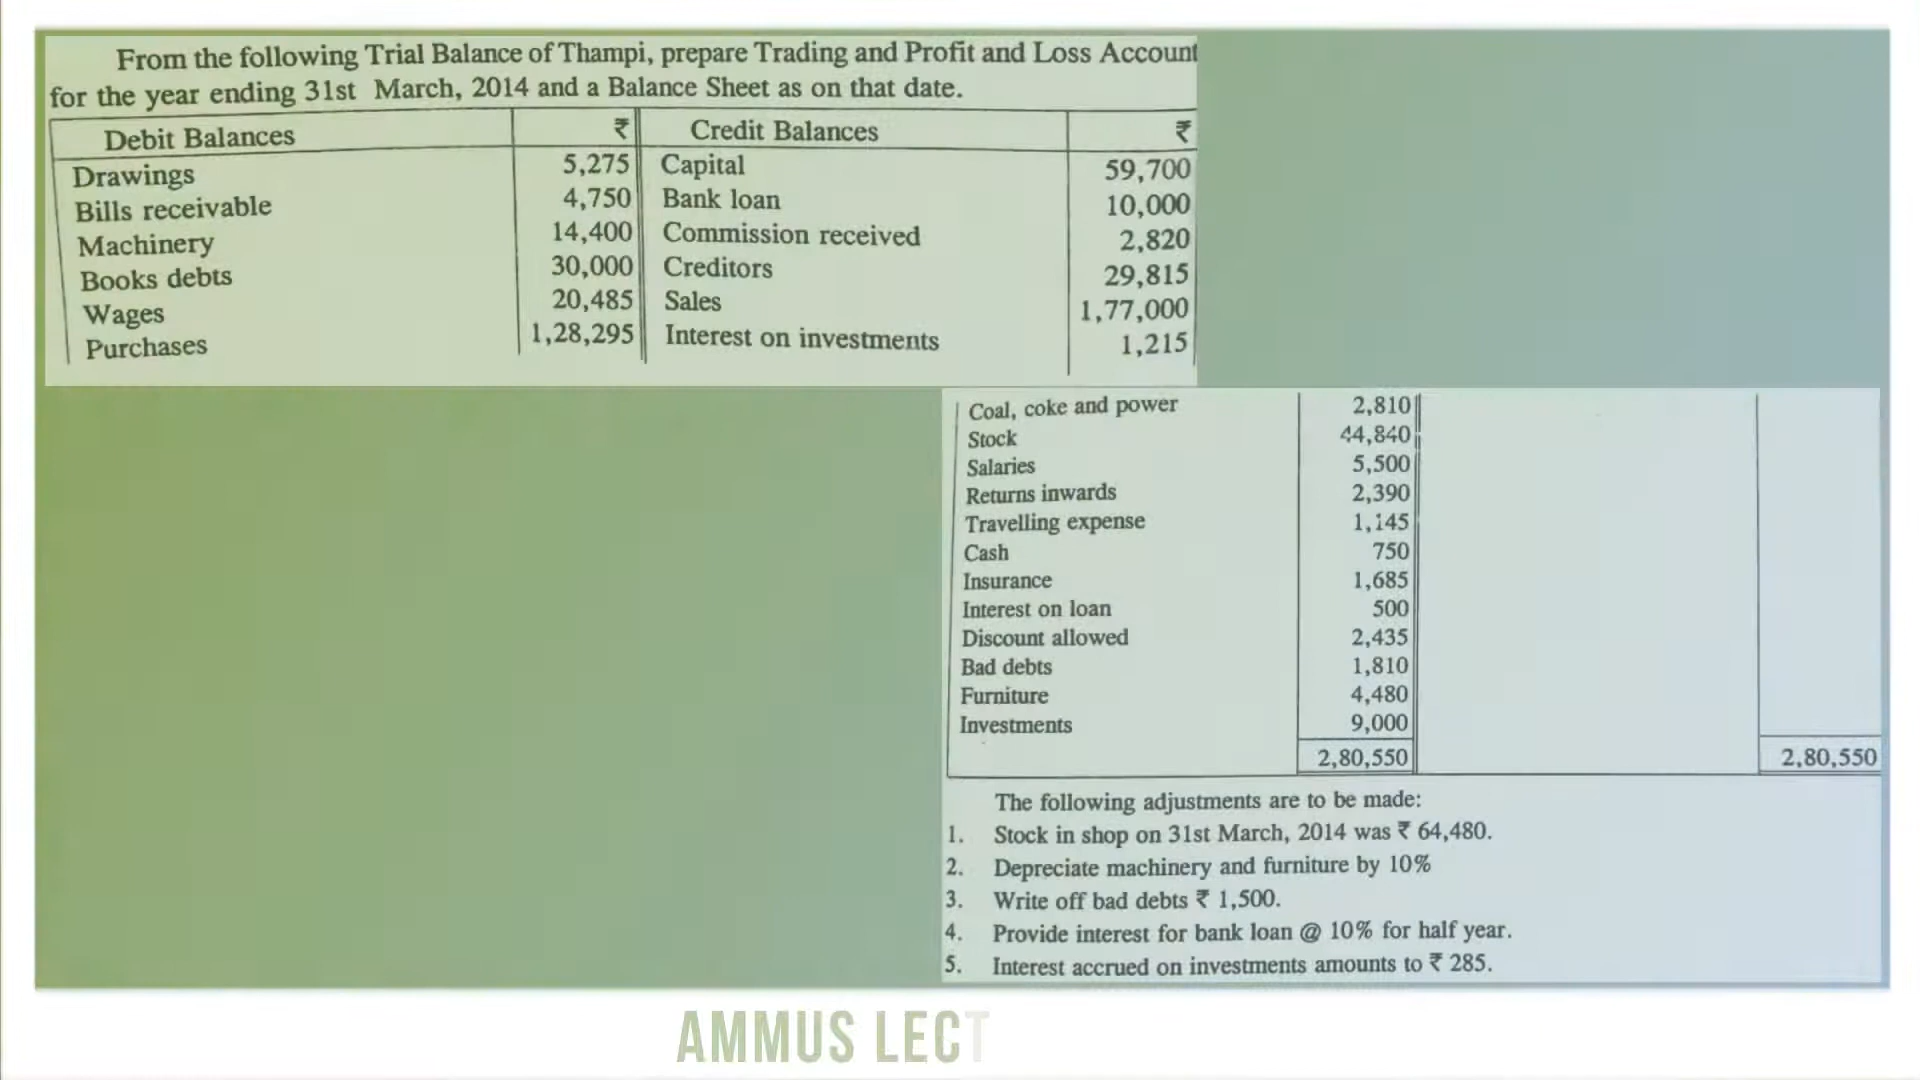 From the following Trial Balance of Thampi, prepare Trading and Profit and Loss Account
for the year ending 31st March, 2014 and a Balance Sheet as on that date.
Debit Balances ₹ Credit Balances ₹
Drawings 5,275 Capital 59,700
Bills receivable 4,750 Bank loan 10,000
Machinery 14,400 Commission received 2,820
Books debts 30,000 Creditors 29,815
Wages 20,485 Sales 1,77,000
Purchases 1,28,295 Interest on investments 1,215
Coal, coke and power 2,810
Stock 44,840
Salaries 5,500
Returns inwards 2,390
Travelling expense 1,145
Cash 750
Insurance 1,685
Interest on loan 500
Discount allowed 2,435
Bad debts 1,810
Furniture 4,480
Investments 9,000
2,80,550 2,80,550
The following adjustments are to be made:
1. Stock in shop on 31st March, 2014 was ₹ 64,480.
2. Depreciate machinery and furniture by 10%
3. Write off bad debts ₹ 1,500.
4. Provide interest for bank loan @ 10% for half year.
5. Interest accrued on investments amounts to ₹ 285.
AMMUS LECT